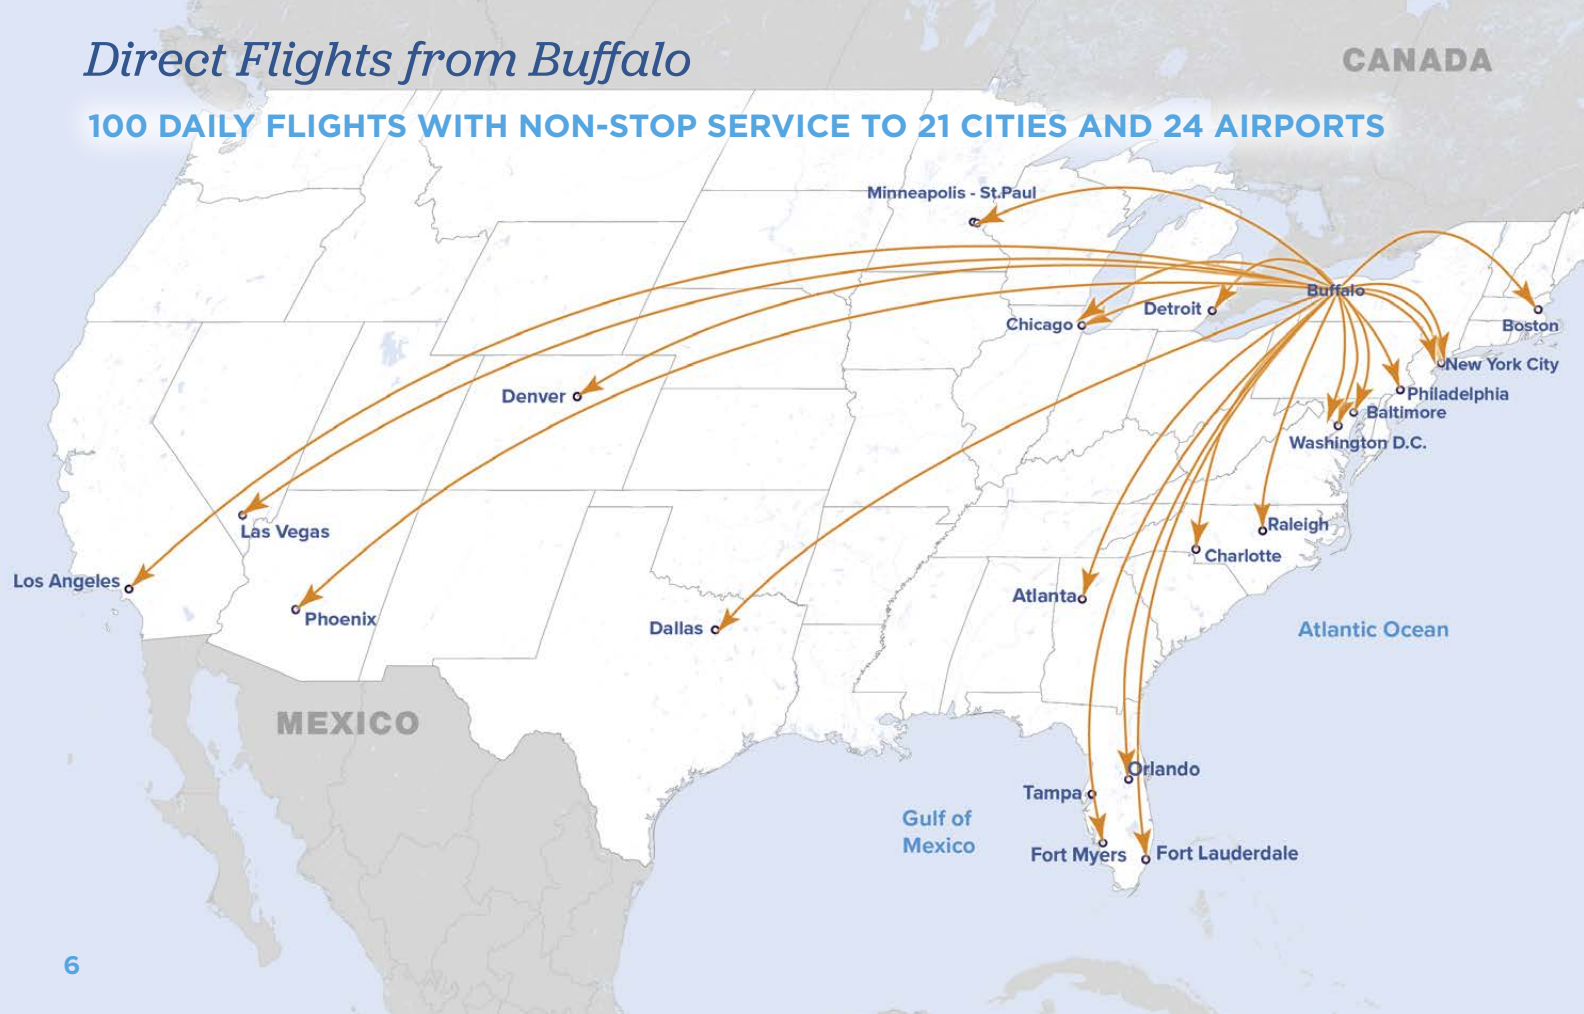 Direct Flights from Buffalo
CANADA
100 DAILY FLIGHTS WITH NON-STOP SERVICE TO 21 CITIES AND 24 AIRPORTS
Minneapolis - St.Paul
Buffalo
Detroit
Chicago
Boston
New York City
Denver
Philadelphia
Baltimore
Washington D.C.
Las Vegas
Raleigh
Charlotte
Los Angeles
Phoenix
Atlanta
Dallas
Atlantic Ocean
MEXICO
Orlando
Tampa
Gulf of
Mexico
Fort Myers
Fort Lauderdale
6